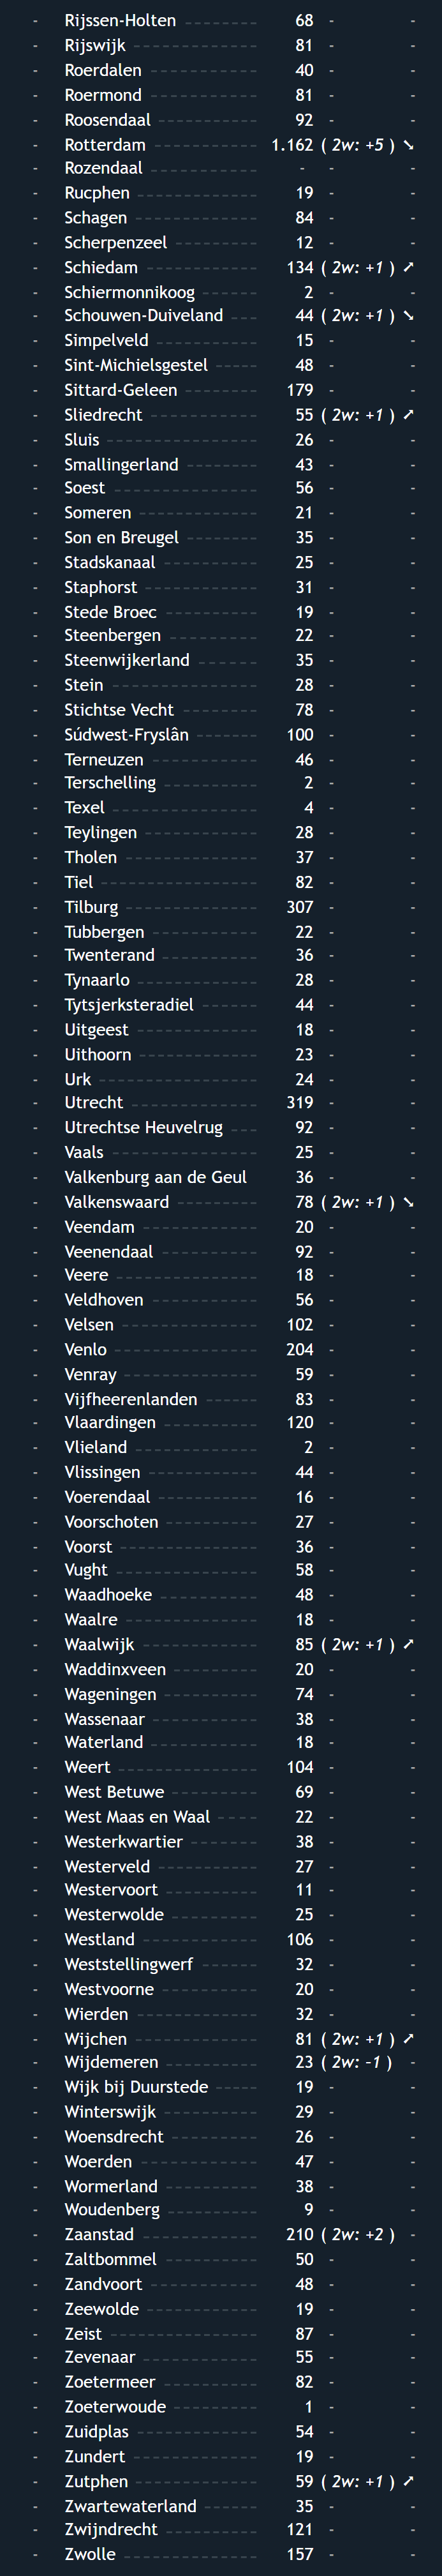 - Rijssen-Holten 68 - -
- Rijswijk 81 - -
- Roerdalen 40 - -
- Roermond 81 - -
- Roosendaal 92 - -
- Rotterdam 1.162 ( 2w: +5 ) ➘
- Rozendaal - - -
- Rucphen 19 - -
- Schagen 84 - -
- Scherpenzeel 12 - -
- Schiedam 134 ( 2w: +1 ) ➚
- Schiermonnikoog 2 - -
- Schouwen-Duiveland 44 ( 2w: +1 ) ➘
- Simpelveld 15 - -
- Sint-Michielsgestel 48 - -
- Sittard-Geleen 179 - -
- Sliedrecht 55 ( 2w: +1 ) ➚
- Sluis 26 - -
- Smallingerland 43 - -
- Soest 56 - -
- Someren 21 - -
- Son en Breugel 35 - -
- Stadskanaal 25 - -
- Staphorst 31 - -
- Stede Broec 19 - -
- Steenbergen 22 - -
- Steenwijkerland 35 - -
- Stein 28 - -
- Stichtse Vecht 78 - -
- Súdwest-Fryslân 100 - -
- Terneuzen 46 - -
- Terschelling 2 - -
- Texel 4 - -
- Teylingen 28 - -
- Tholen 37 - -
- Tiel 82 - -
- Tilburg 307 - -
- Tubbergen 22 - -
- Twenterand 36 - -
- Tynaarlo 28 - -
- Tytsjerksteradiel 44 - -
- Uitgeest 18 - -
- Uithoorn 23 - -
- Urk 24 - -
- Utrecht 319 - -
- Utrechtse Heuvelrug 92 - -
- Vaals 25 - -
- Valkenburg aan de Geul 36 - -
- Valkenswaard 78 ( 2w: +1 ) ➘
- Veendam 20 - -
- Veenendaal 92 - -
- Veere 18 - -
- Veldhoven 56 - -
- Velsen 102 - -
- Venlo 204 - -
- Venray 59 - -
- Vijfheerenlanden 83 - -
- Vlaardingen 120 - -
- Vlieland 2 - -
- Vlissingen 44 - -
- Voerendaal 16 - -
- Voorschoten 27 - -
- Voorst 36 - -
- Vught 58 - -
- Waadhoeke 48 - -
- Waalre 18 - -
- Waalwijk 85 ( 2w: +1 ) ➚
- Waddinxveen 20 - -
- Wageningen 74 - -
- Wassenaar 38 - -
- Waterland 18 - -
- Weert 104 - -
- West Betuwe 69 - -
- West Maas en Waal 22 - -
- Westerkwartier 38 - -
- Westerveld 27 - -
- Westervoort 11 - -
- Westerwolde 25 - -
- Westland 106 - -
- Weststellingwerf 32 - -
- Westvoorne 20 - -
- Wierden 32 - -
- Wijchen 81 ( 2w: +1 ) ➚
- Wijdemeren 23 ( 2w: -1 ) -
- Wijk bij Duurstede 19 - -
- Winterswijk 29 - -
- Woensdrecht 26 - -
- Woerden 47 - -
- Wormerland 38 - -
- Woudenberg 9 - -
- Zaanstad 210 ( 2w: +2 ) -
- Zaltbommel 50 - -
- Zandvoort 48 - -
- Zeewolde 19 - -
- Zeist 87 - -
- Zevenaar 55 - -
- Zoetermeer 82 - -
- Zoeterwoude 1 - -
- Zuidplas 54 - -
- Zundert 19 - -
- Zutphen 59 ( 2w: +1 ) ➚
- Zwartewaterland 35 - -
- Zwijndrecht 121 - -
- Zwolle 157 - -